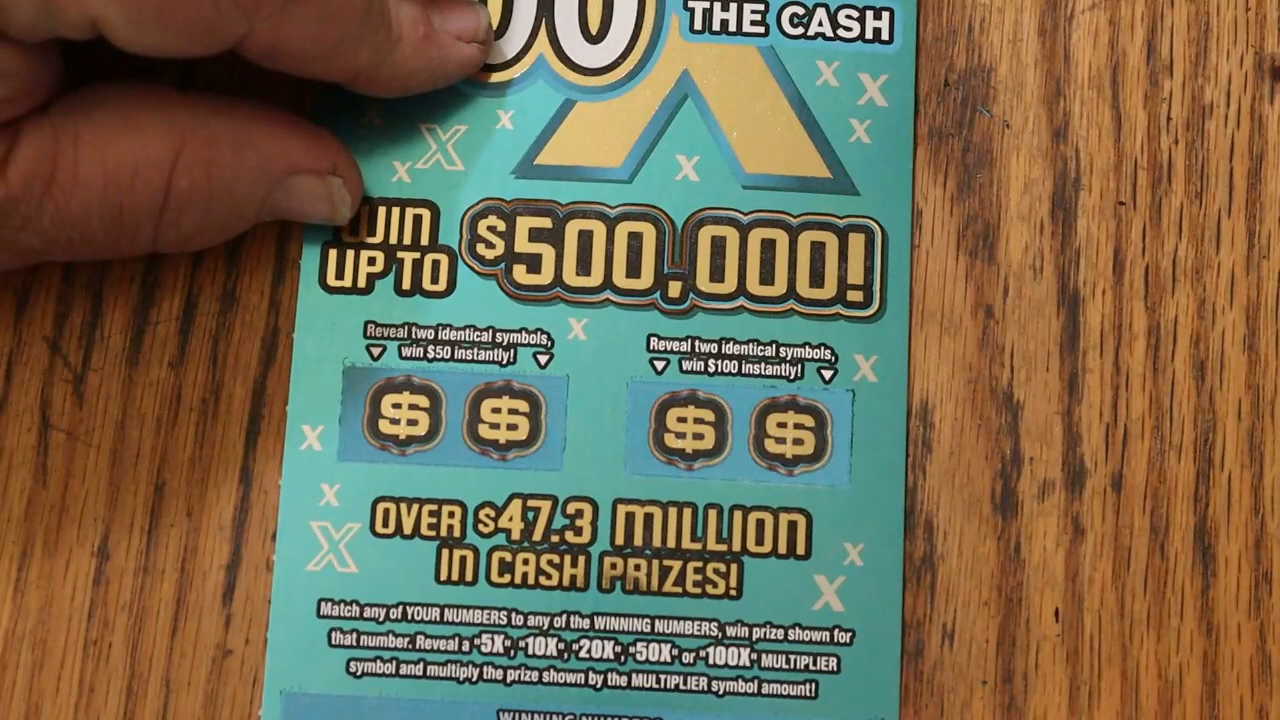 00
THE CASH
X
WIN
UP TO
$500,000!
Reveal two identical symbols,
win $50 instantly!
Reveal two identical symbols,
win $100 instantly!
$ $
$ $
OVER $47.3 MILLION
IN CASH PRIZES!
Match any of YOUR NUMBERS to any of the WINNING NUMBERS, win prize shown for
that number. Reveal a "5X", "10X", "20X", "50X" or "100X" MULTIPLIER
symbol and multiply the prize shown by the MULTIPLIER symbol amount!
WINNING NUMBERS